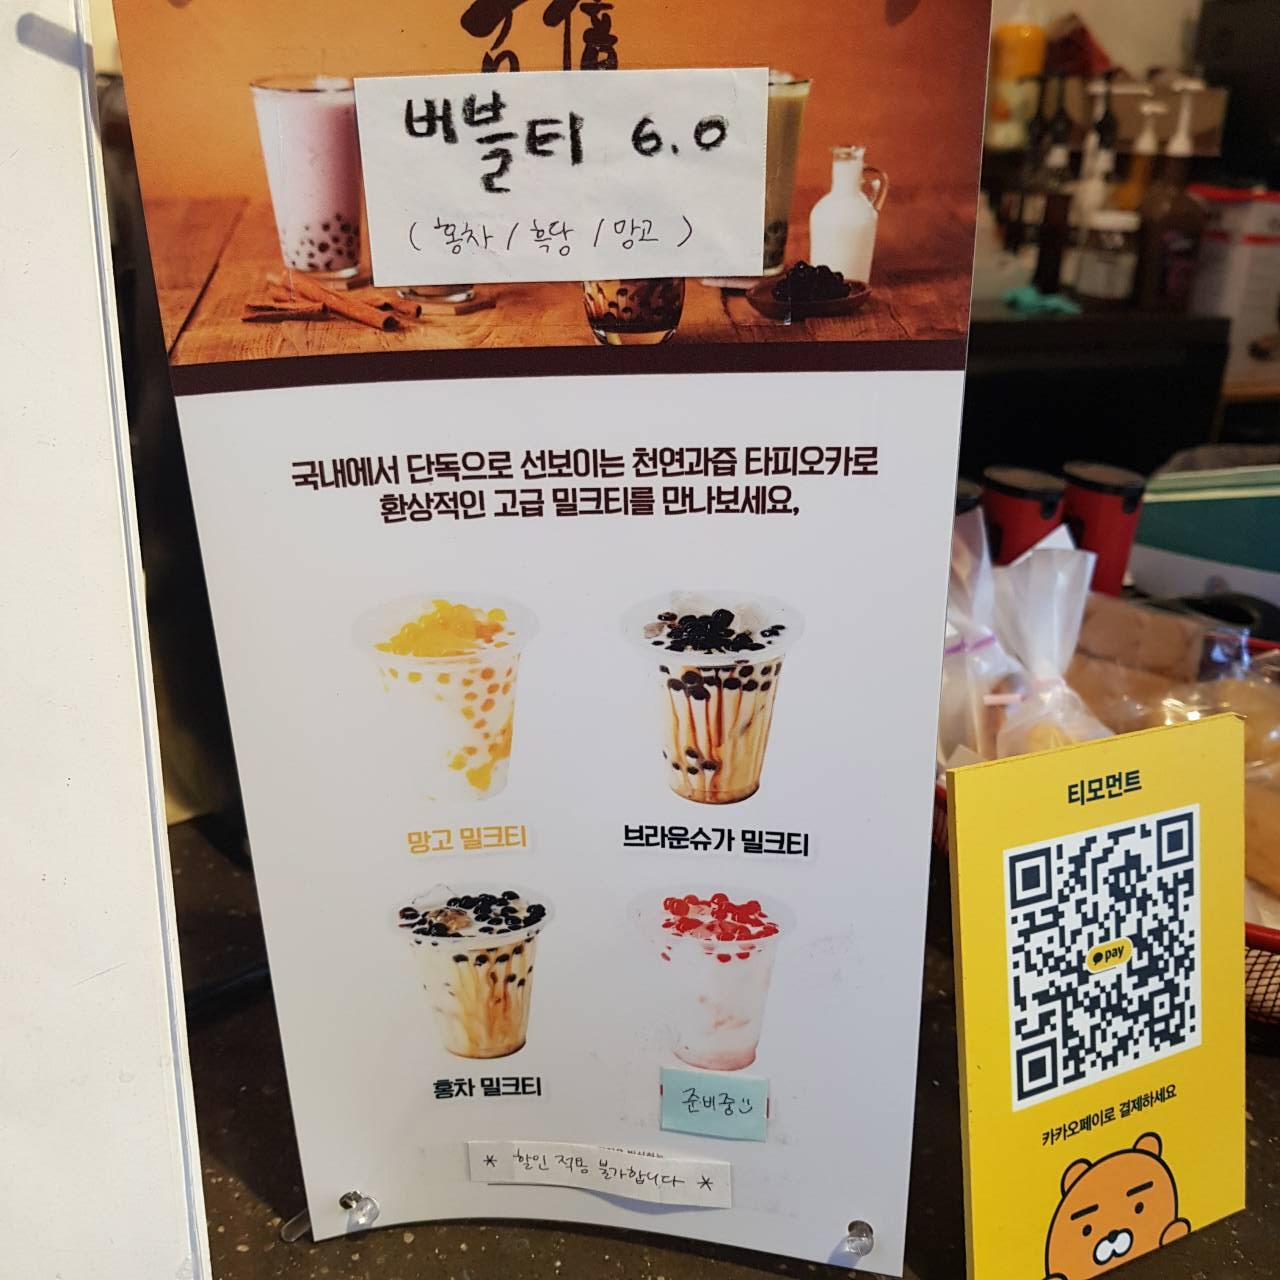 버블티 6.0
( 홍차 / 흑당 / 망고 )
국내에서 단독으로 선보이는 천연과즙 타피오카로
환상적인 고급 밀크티를 만나보세요,
망고 밀크티
브라운슈가 밀크티
홍차 밀크티
준비중
* 할인 적용 불가합니다 *
티모먼트
pay
카카오페이로 결제하세요